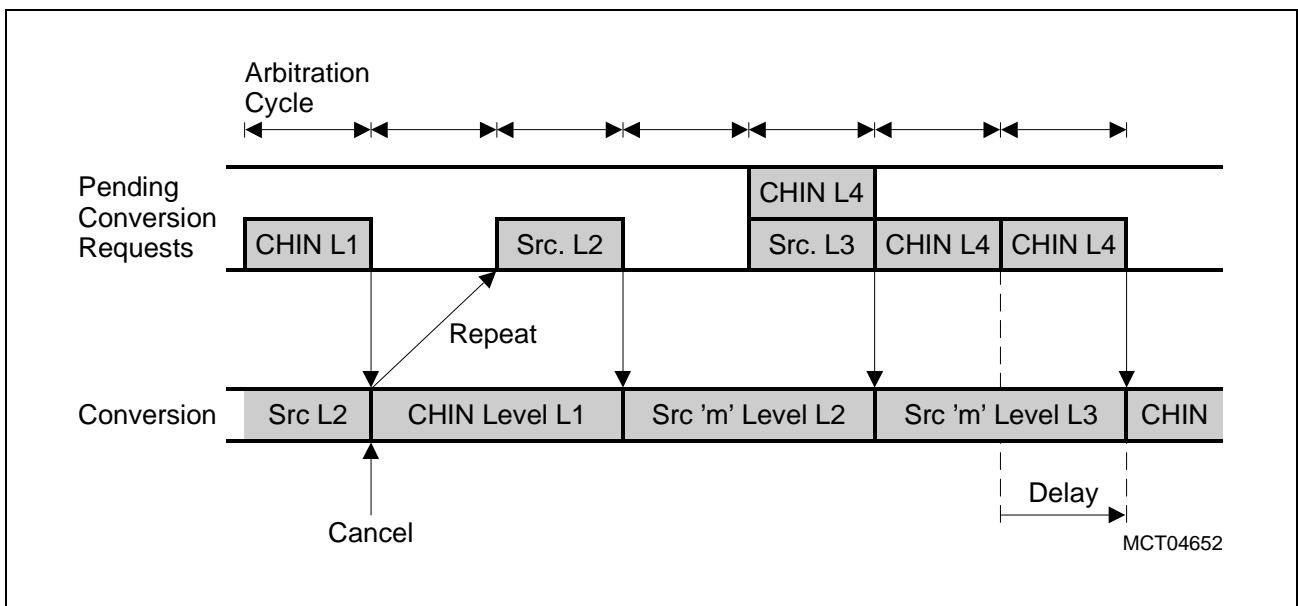 Arbitration
Cycle
Pending
Conversion
Requests
CHIN L4
CHIN L1
Src. L2
Src. L3
CHIN L4
CHIN L4
Repeat
Conversion
Src L2
CHIN Level L1
Src ’m’ Level L2
Src ’m’ Level L3
CHIN
Delay
Cancel
MCT04652